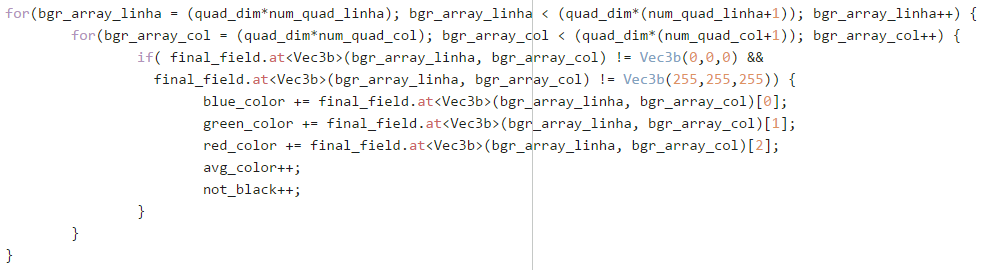 for(bgr_array_linha = (quad_dim*num_quad_linha); bgr_array_linha < (quad_dim*(num_quad_linha+1)); bgr_array_linha++) {
for(bgr_array_col = (quad_dim*num_quad_col); bgr_array_col < (quad_dim*(num_quad_col+1)); bgr_array_col++) {
if( final_field.at<Vec3b>(bgr_array_linha, bgr_array_col) != Vec3b(0,0,0) &&
final_field.at<Vec3b>(bgr_array_linha, bgr_array_col) != Vec3b(255,255,255)) {
blue_color += final_field.at<Vec3b>(bgr_array_linha, bgr_array_col)[0];
green_color += final_field.at<Vec3b>(bgr_array_linha, bgr_array_col)[1];
red_color += final_field.at<Vec3b>(bgr_array_linha, bgr_array_col)[2];
avg_color++;
not_black++;
}
}
}